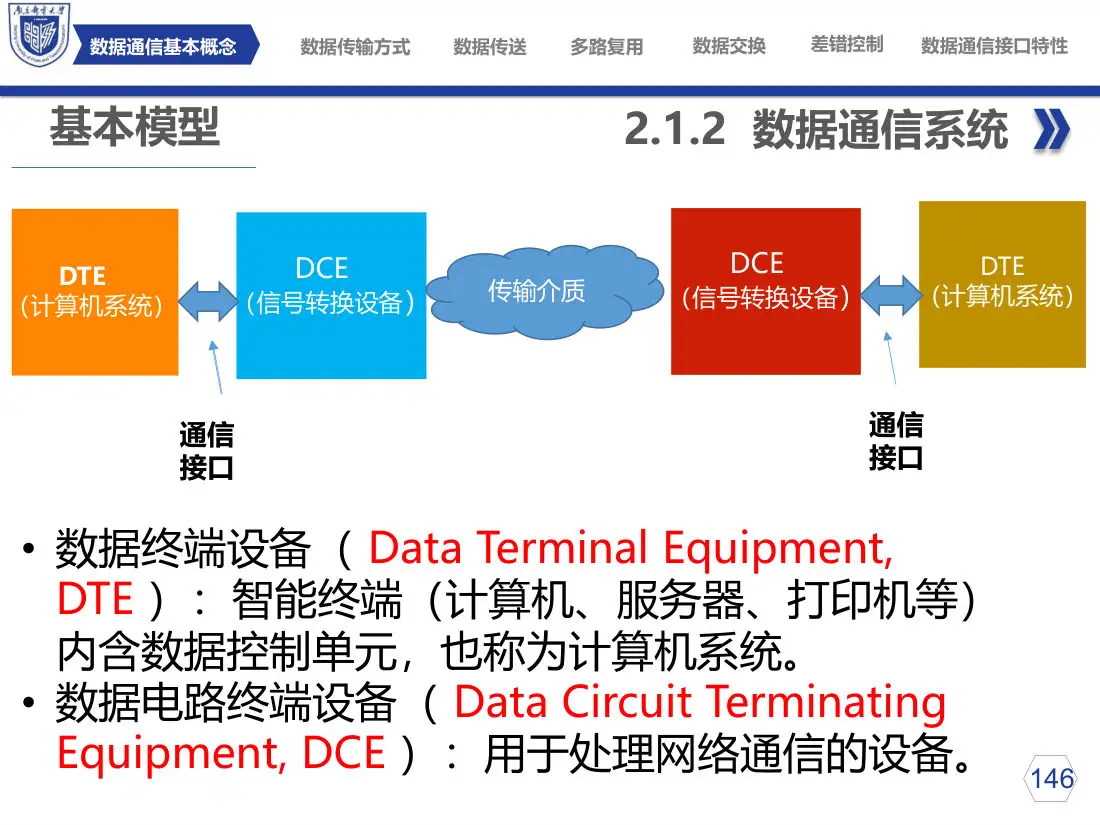 南京邮电大学
数据通信基本概念
数据传输方式
数据传送
多路复用
数据交换
差错控制
数据通信接口特性
基本模型
2.1.2 数据通信系统
DTE
（计算机系统）
DCE
（信号转换设备）
传输介质
DCE
（信号转换设备）
DTE
（计算机系统）
通信
接口
通信
接口
• 数据终端设备（ Data Terminal Equipment,
DTE ）：智能终端（计算机、服务器、打印机等）
内含数据控制单元，也称为计算机系统。
• 数据电路终端设备（ Data Circuit Terminating
Equipment, DCE ）：用于处理网络通信的设备。
146